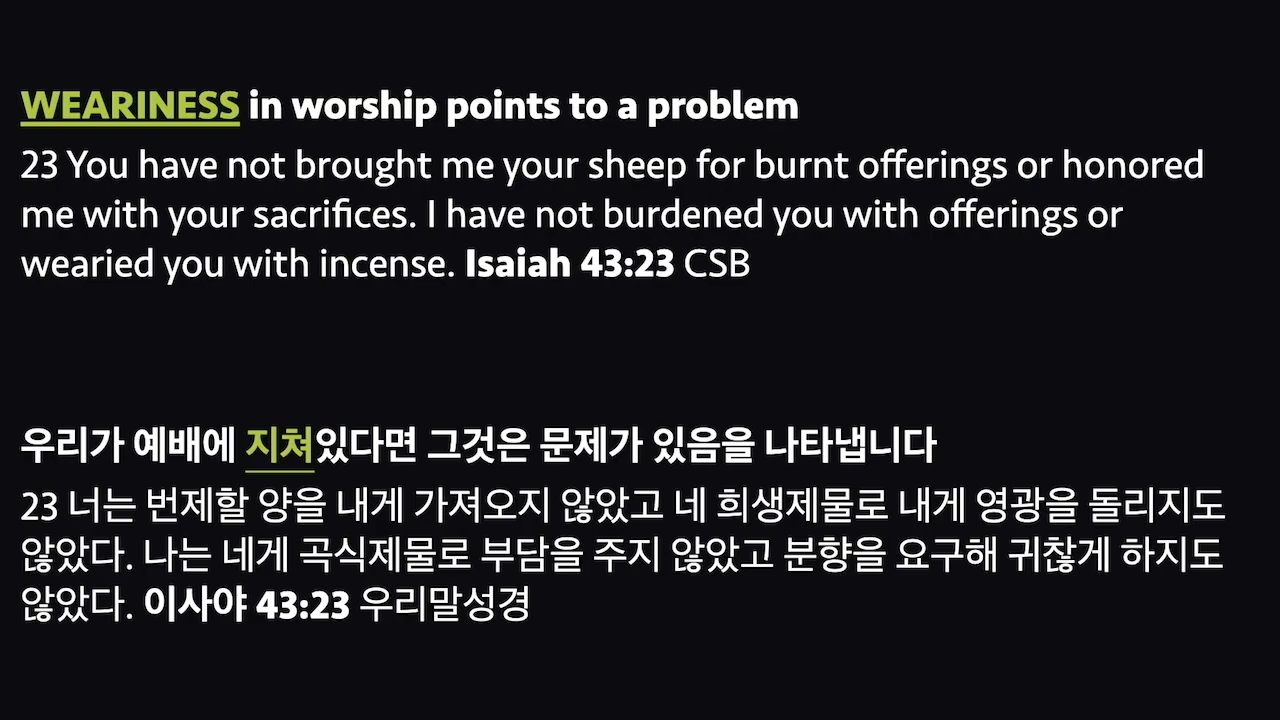 WEARINESS in worship points to a problem
23 You have not brought me your sheep for burnt offerings or honored
me with your sacrifices. I have not burdened you with offerings or
wearied you with incense. Isaiah 43:23 CSB
우리가 예배에 지쳐있다면 그것은 문제가 있음을 나타냅니다
23 너는 번제할 양을 내게 가져오지 않았고 네 희생제물로 내게 영광을 돌리지도
않았다. 나는 네게 곡식제물로 부담을 주지 않았고 분향을 요구해 귀찮게 하지도
않았다. 이사야 43:23 우리말성경